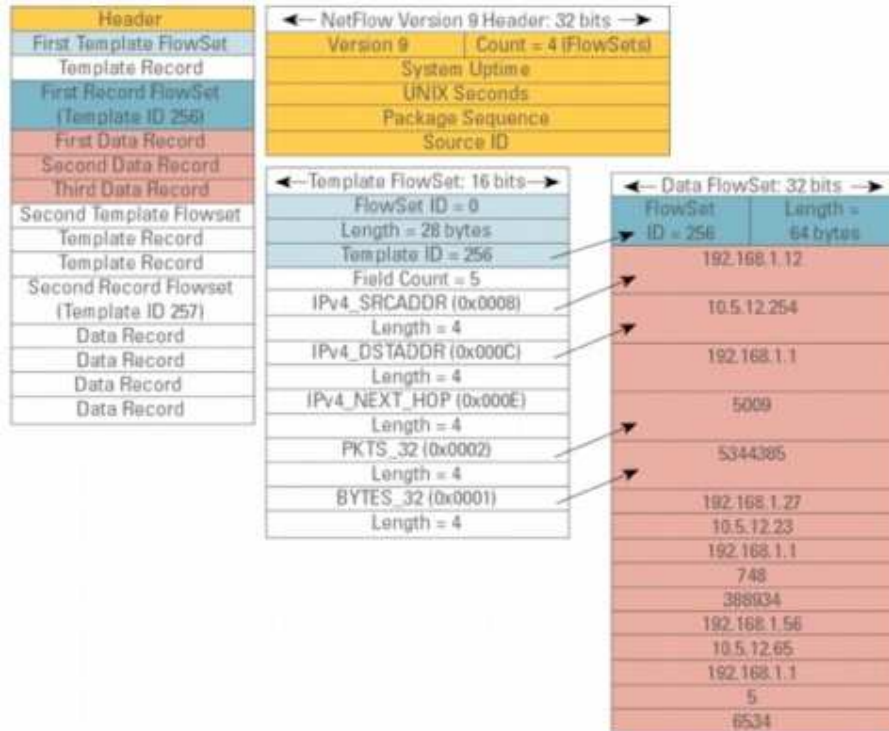 Header
First Template FlowSet
Template Record
First Record FlowSet
(Template ID 256)
First Data Record
Second Data Record
Third Data Record
Second Template Flowset
Template Record
Template Record
Second Record Flowset
(Template ID 257)
Data Record
Data Record
Data Record
Data Record
NetFlow Version 9 Header: 32 bits
Version 9
Count = 4 (FlowSets)
System Uptime
UNIX Seconds
Package Sequence
Source ID
Template FlowSet: 16 bits
FlowSet ID = 0
Length = 28 bytes
Template ID = 256
Field Count = 5
IPv4_SRCADDR (0x0008)
Length = 4
IPv4_DSTADDR (0x000C)
Length = 4
IPv4_NEXT_HOP (0x000E)
Length = 4
PKTS_32 (0x0002)
Length = 4
BYTES_32 (0x0001)
Length = 4
Data FlowSet: 32 bits
FlowSet
ID = 256
Length =
64 bytes
192.168.1.12
10.5.12.254
192.168.1.1
5009
5344385
192.168.1.27
10.5.12.23
192.168.1.1
748
388934
192.168.1.56
10.5.12.65
192.168.1.1
5
6534